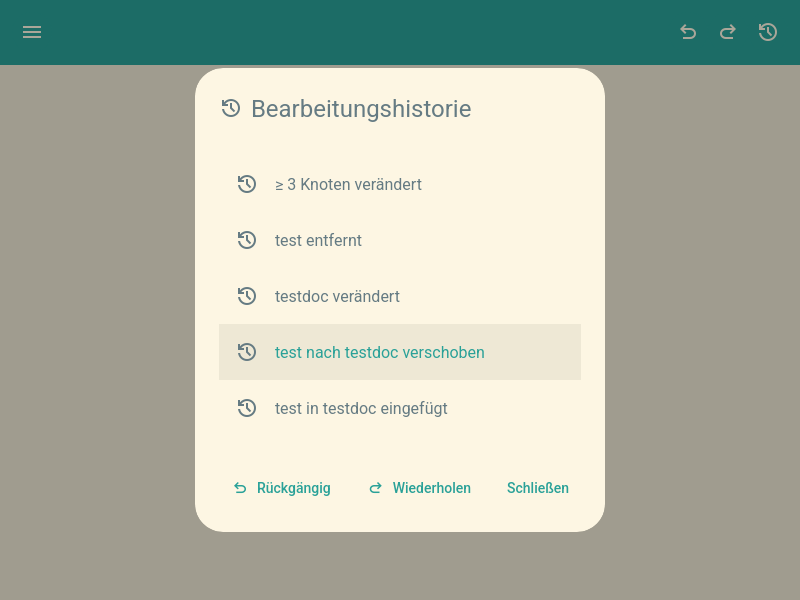 Bearbeitungshistorie
≥ 3 Knoten verändert
test entfernt
testdoc verändert
test nach testdoc verschoben
test in testdoc eingefügt
Rückgängig Wiederholen Schließen